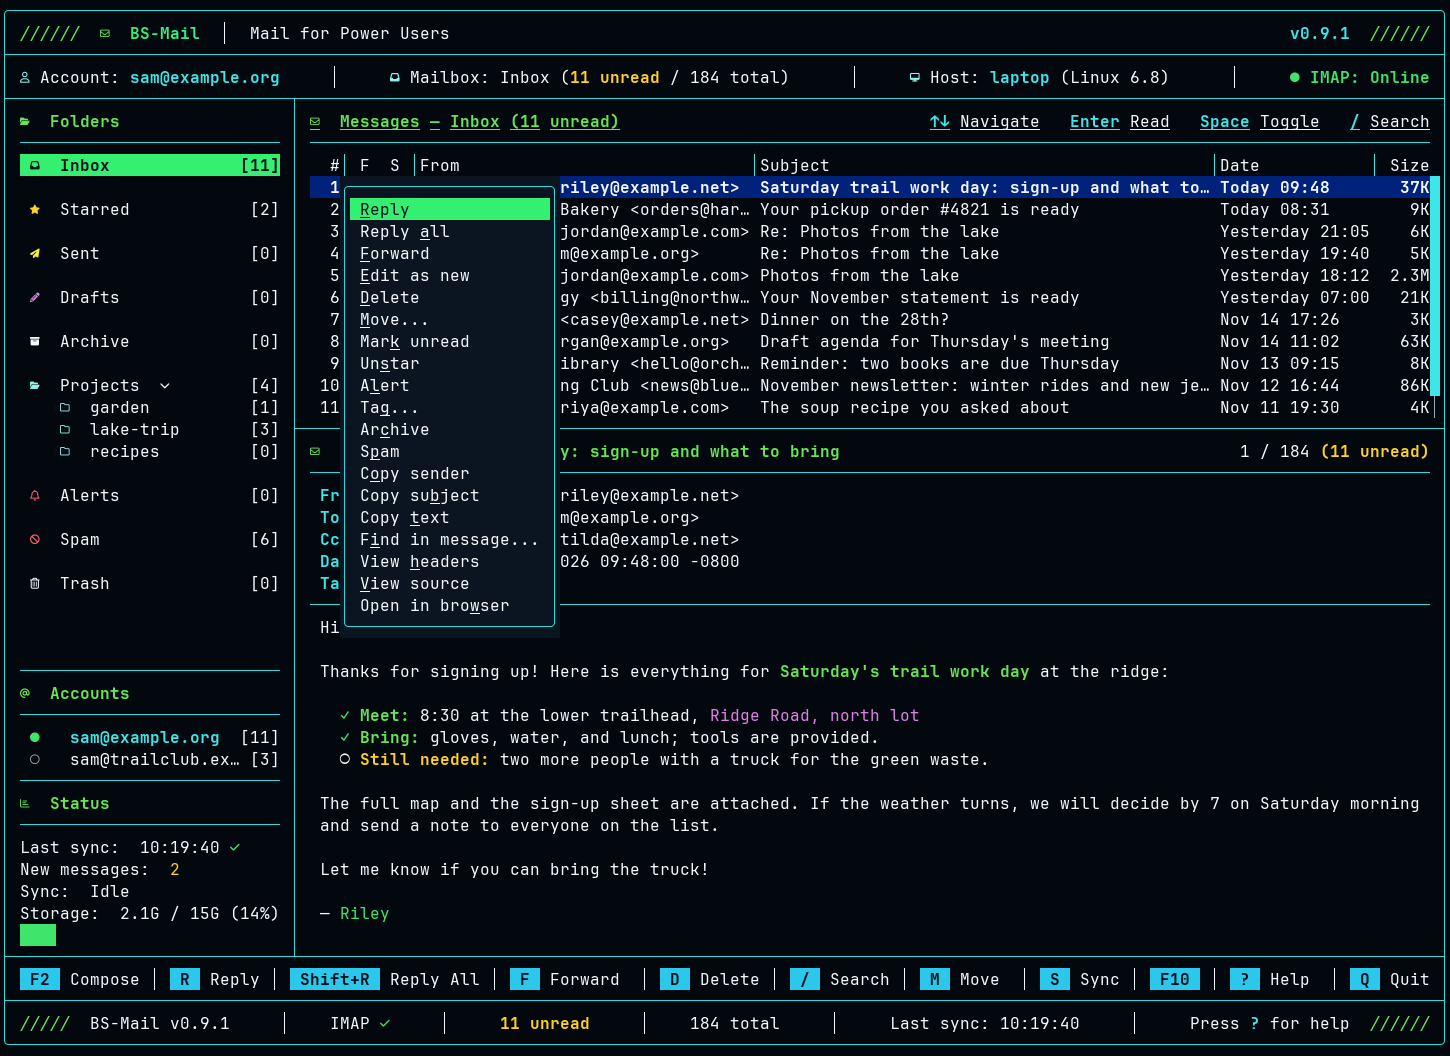 ////// BS-Mail │ Mail for Power Users v0.9.1 //////
Account: sam@example.org │ Mailbox: Inbox (11 unread / 184 total) │ Host: laptop (Linux 6.8) │ ● IMAP: Online
Folders
Inbox [11]
Starred [2]
Sent [0]
Drafts [0]
Archive [0]
Projects [4]
garden [1]
lake-trip [3]
recipes [0]
Alerts [0]
Spam [6]
Trash [0]
@ Accounts
sam@example.org [11]
sam@trailclub.ex… [3]
Status
Last sync: 10:19:40 ✓
New messages: 2
Sync: Idle
Storage: 2.1G / 15G (14%)
Messages — Inbox (11 unread) ↑↓ Navigate Enter Read Space Toggle / Search
# F S From Subject Date Size
1 riley@example.net> Saturday trail work day: sign-up and what to… Today 09:48 37K
2 Bakery <orders@har… Your pickup order #4821 is ready Today 08:31 9K
3 jordan@example.com> Re: Photos from the lake Yesterday 21:05 6K
4 m@example.org> Re: Photos from the lake Yesterday 19:40 5K
5 jordan@example.com> Photos from the lake Yesterday 18:12 2.3M
6 gy <billing@northw… Your November statement is ready Yesterday 07:00 21K
7 <casey@example.net> Dinner on the 28th? Nov 14 17:26 3K
8 rgan@example.org> Draft agenda for Thursday's meeting Nov 14 11:02 63K
9 ibrary <hello@orch… Reminder: two books are due Thursday Nov 13 09:15 8K
10 ng Club <news@blue… November newsletter: winter rides and new je… Nov 12 16:44 86K
11 riya@example.com> The soup recipe you asked about Nov 11 19:30 4K
Reply
Reply all
Forward
Edit as new
Delete
Move...
Mark unread
Unstar
Alert
Tag...
Archive
Spam
Copy sender
Copy subject
Copy text
Find in message...
View headers
View source
Open in browser
y: sign-up and what to bring 1 / 184 (11 unread)
Fr riley@example.net>
To m@example.org>
Cc tilda@example.net>
Da 026 09:48:00 -0800
Ta
Hi
Thanks for signing up! Here is everything for Saturday's trail work day at the ridge:
✓ Meet: 8:30 at the lower trailhead, Ridge Road, north lot
✓ Bring: gloves, water, and lunch; tools are provided.
Still needed: two more people with a truck for the green waste.
The full map and the sign-up sheet are attached. If the weather turns, we will decide by 7 on Saturday morning
and send a note to everyone on the list.
Let me know if you can bring the truck!
— Riley
F2 Compose │ R Reply │ Shift+R Reply All │ F Forward │ D Delete │ / Search │ M Move │ S Sync │ F10 │ ? Help │ Q Quit
///// BS-Mail v0.9.1 │ IMAP ✓ │ 11 unread │ 184 total │ Last sync: 10:19:40 │ Press ? for help //////